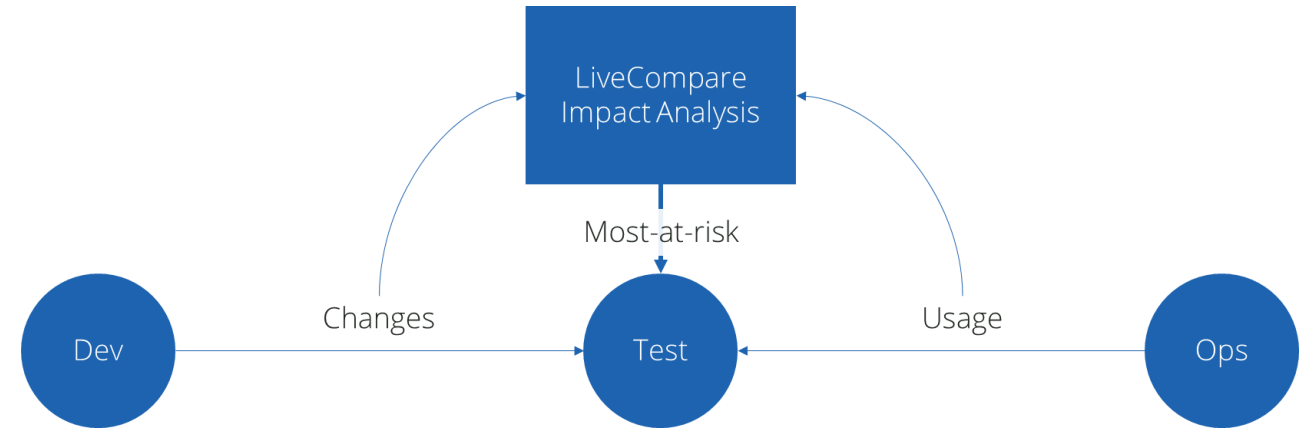 LiveCompare
Impact Analysis
Most-at-risk
Changes
Usage
Dev
Test
Ops